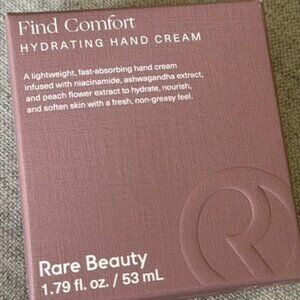 Find Comfort
HYDRATING HAND CREAM
A lightweight, fast-absorbing hand cream
infused with niacinamide, ashwagandha extract,
and peach flower extract to hydrate, nourish,
and soften skin with a fresh, non-greasy feel.
Rare Beauty
1.79 fl. oz. / 53 mL